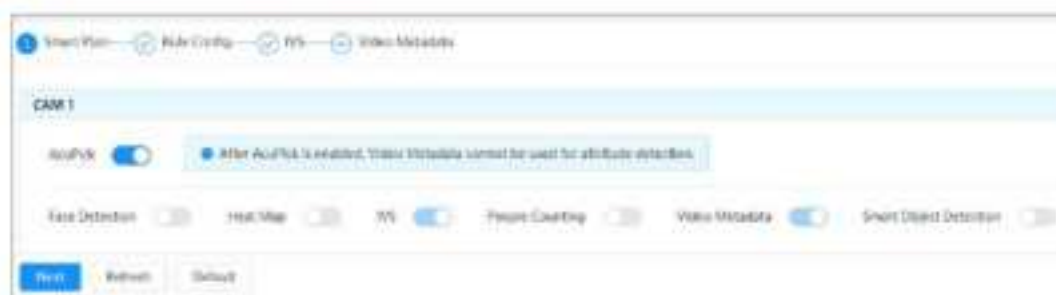 1 Smart Plan Rule Config IVS Video Metadata
CAM 1
AcuPick After AcuPick is enabled, Video Metadata cannot be used for attribute detection.
Face Detection Heat Map IVS People Counting Video Metadata Smart Object Detection
Next Refresh Default